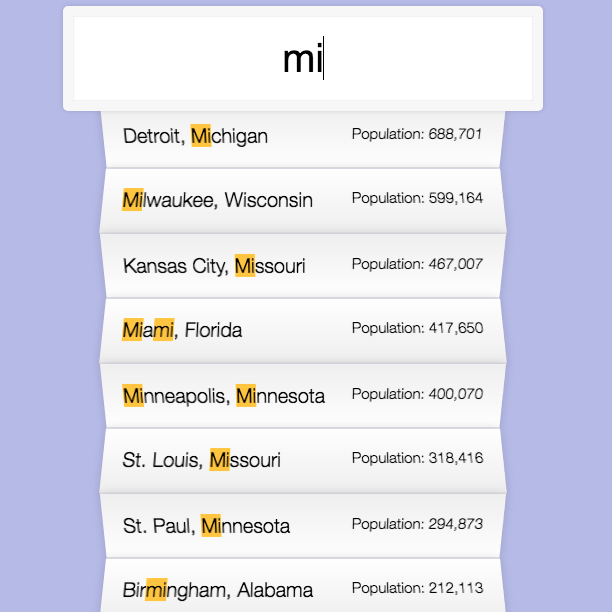 mi
Detroit, Michigan Population: 688,701
Milwaukee, Wisconsin Population: 599,164
Kansas City, Missouri Population: 467,007
Miami, Florida Population: 417,650
Minneapolis, Minnesota Population: 400,070
St. Louis, Missouri Population: 318,416
St. Paul, Minnesota Population: 294,873
Birmingham, Alabama Population: 212,113